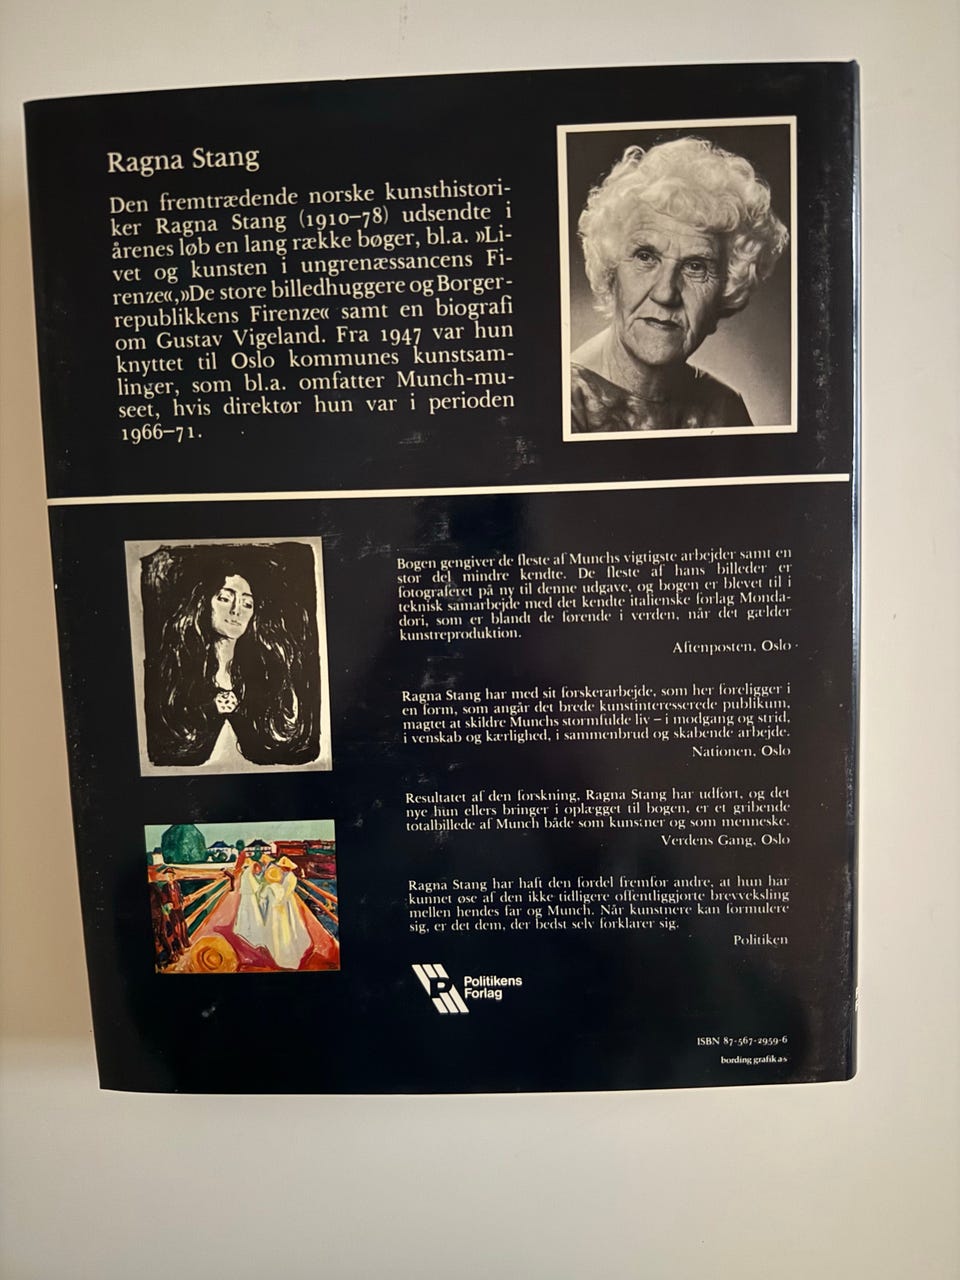 Ragna Stang
Den fremtrædende norske kunsthistori-
ker Ragna Stang (1910–78) udsendte i
årenes løb en lang række bøger, bl.a. »Li-
vet og kunsten i ungrenæssancens Fi-
renze«,»De store billedhuggere og Borger-
republikkens Firenze« samt en biografi
om Gustav Vigeland. Fra 1947 var hun
knyttet til Oslo kommunes kunstsam-
linger, som bl.a. omfatter Munch-mu-
seet, hvis direktør hun var i perioden
1966–71.
Bogen gengiver de fleste af Munchs vigtigste arbejder samt en
stor del mindre kendte. De fleste af hans billeder er
fotograferet på ny til denne udgave, og bogen er blevet til i
teknisk samarbejde med det kendte italienske forlag Monda-
dori, som er blandt de førende i verden, når det gælder
kunstreproduktion.
Aftenposten, Oslo
Ragna Stang har med sit forskerarbejde, som her foreligger i
en form, som angår det brede kunstinteresserede publikum,
magtet at skildre Munchs stormfulde liv – i modgang og strid,
i venskab og kærlighed, i sammenbrud og skabende arbejde.
Nationen, Oslo
Resultatet af den forskning, Ragna Stang har udført, og det
nye hun ellers bringer i oplægget til bogen, er et gribende
totalbillede af Munch både som kunstner og som menneske.
Verdens Gang, Oslo
Ragna Stang har haft den fordel fremfor andre, at hun har
kunnet øse af den ikke tidligere offentliggjorte brevveksling
mellen hendes far og Munch. Når kunstnere kan formulere
sig, er det dem, der bedst selv forklarer sig.
Politiken
P Politikens
Forlag
ISBN 87-567-2959-6
bording grafik a·s